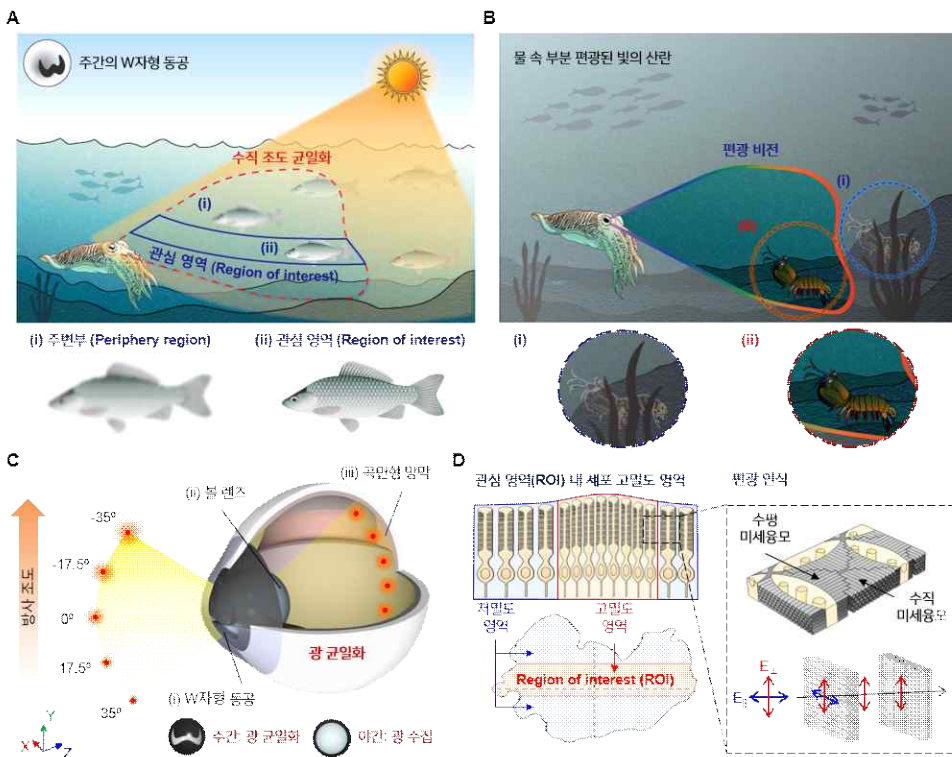 A
주간의 W자형 동공
수직 조도 균일화
(i)
(ii)
관심 영역 (Region of interest)
(i) 주변부 (Periphery region)
(ii) 관심 영역 (Region of interest)
B
물 속 부분 편광된 빛의 산란
편광 비전
(i)
(ii)
(i)
(ii)
C
방사 조도
-35º
-17.5º
0º
17.5º
35º
(ii) 볼 렌즈
(iii) 곡면형 망막
광 균일화
(i) W자형 동공
Y
X
Z
주간: 광 균일화
야간: 광 수집
D
관심 영역(ROI) 내 세포 고밀도 영역
저밀도
영역
고밀도
영역
Region of interest (ROI)
편광 인식
수평
미세융모
수직
미세융모
E⊥
E∥